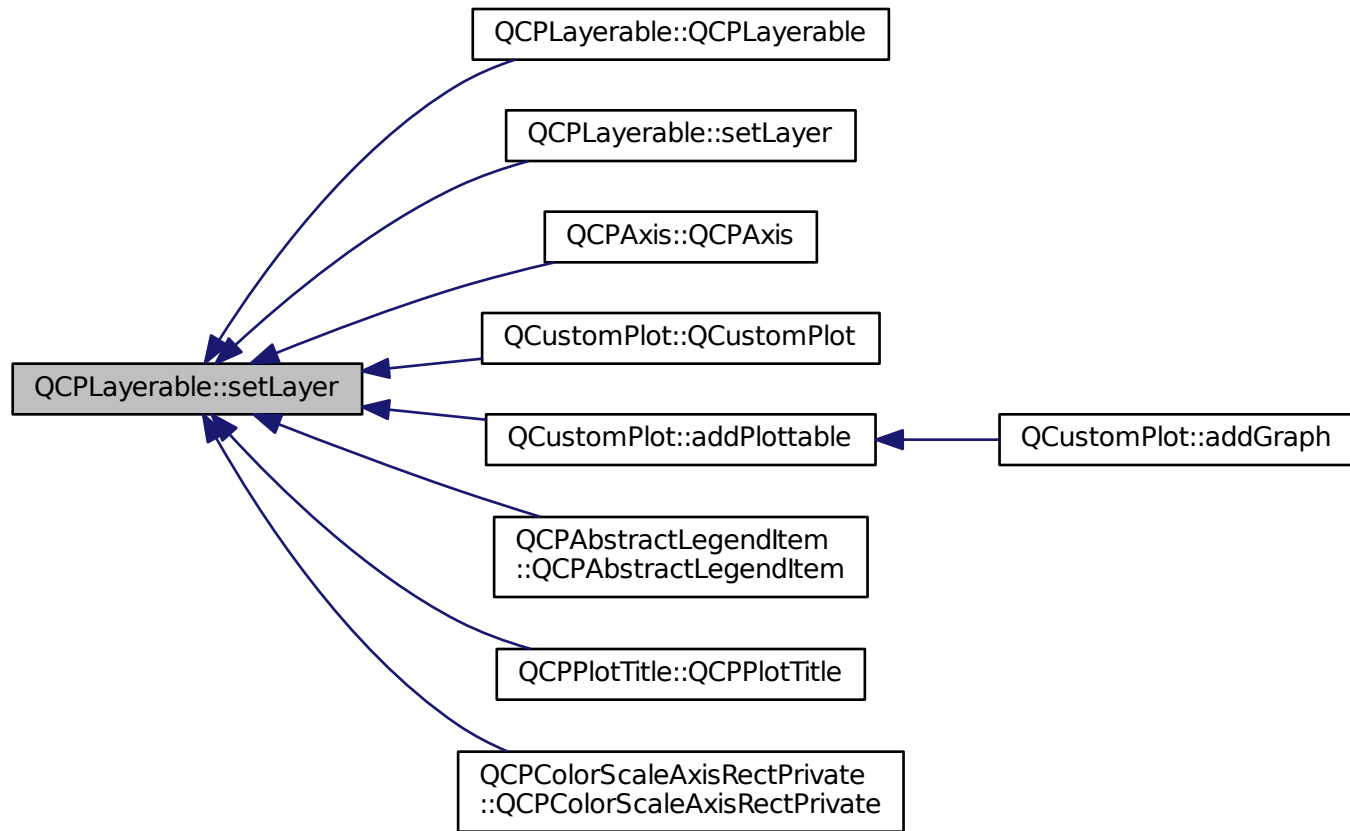 QCPLayerable::QCPLayerable
QCPLayerable::setLayer
QCPAxis::QCPAxis
QCustomPlot::QCustomPlot
QCPLayerable::setLayer
QCustomPlot::addPlottable
QCustomPlot::addGraph
QCPAbstractLegendItem
::QCPAbstractLegendItem
QCPPlotTitle::QCPPlotTitle
QCPColorScaleAxisRectPrivate
::QCPColorScaleAxisRectPrivate